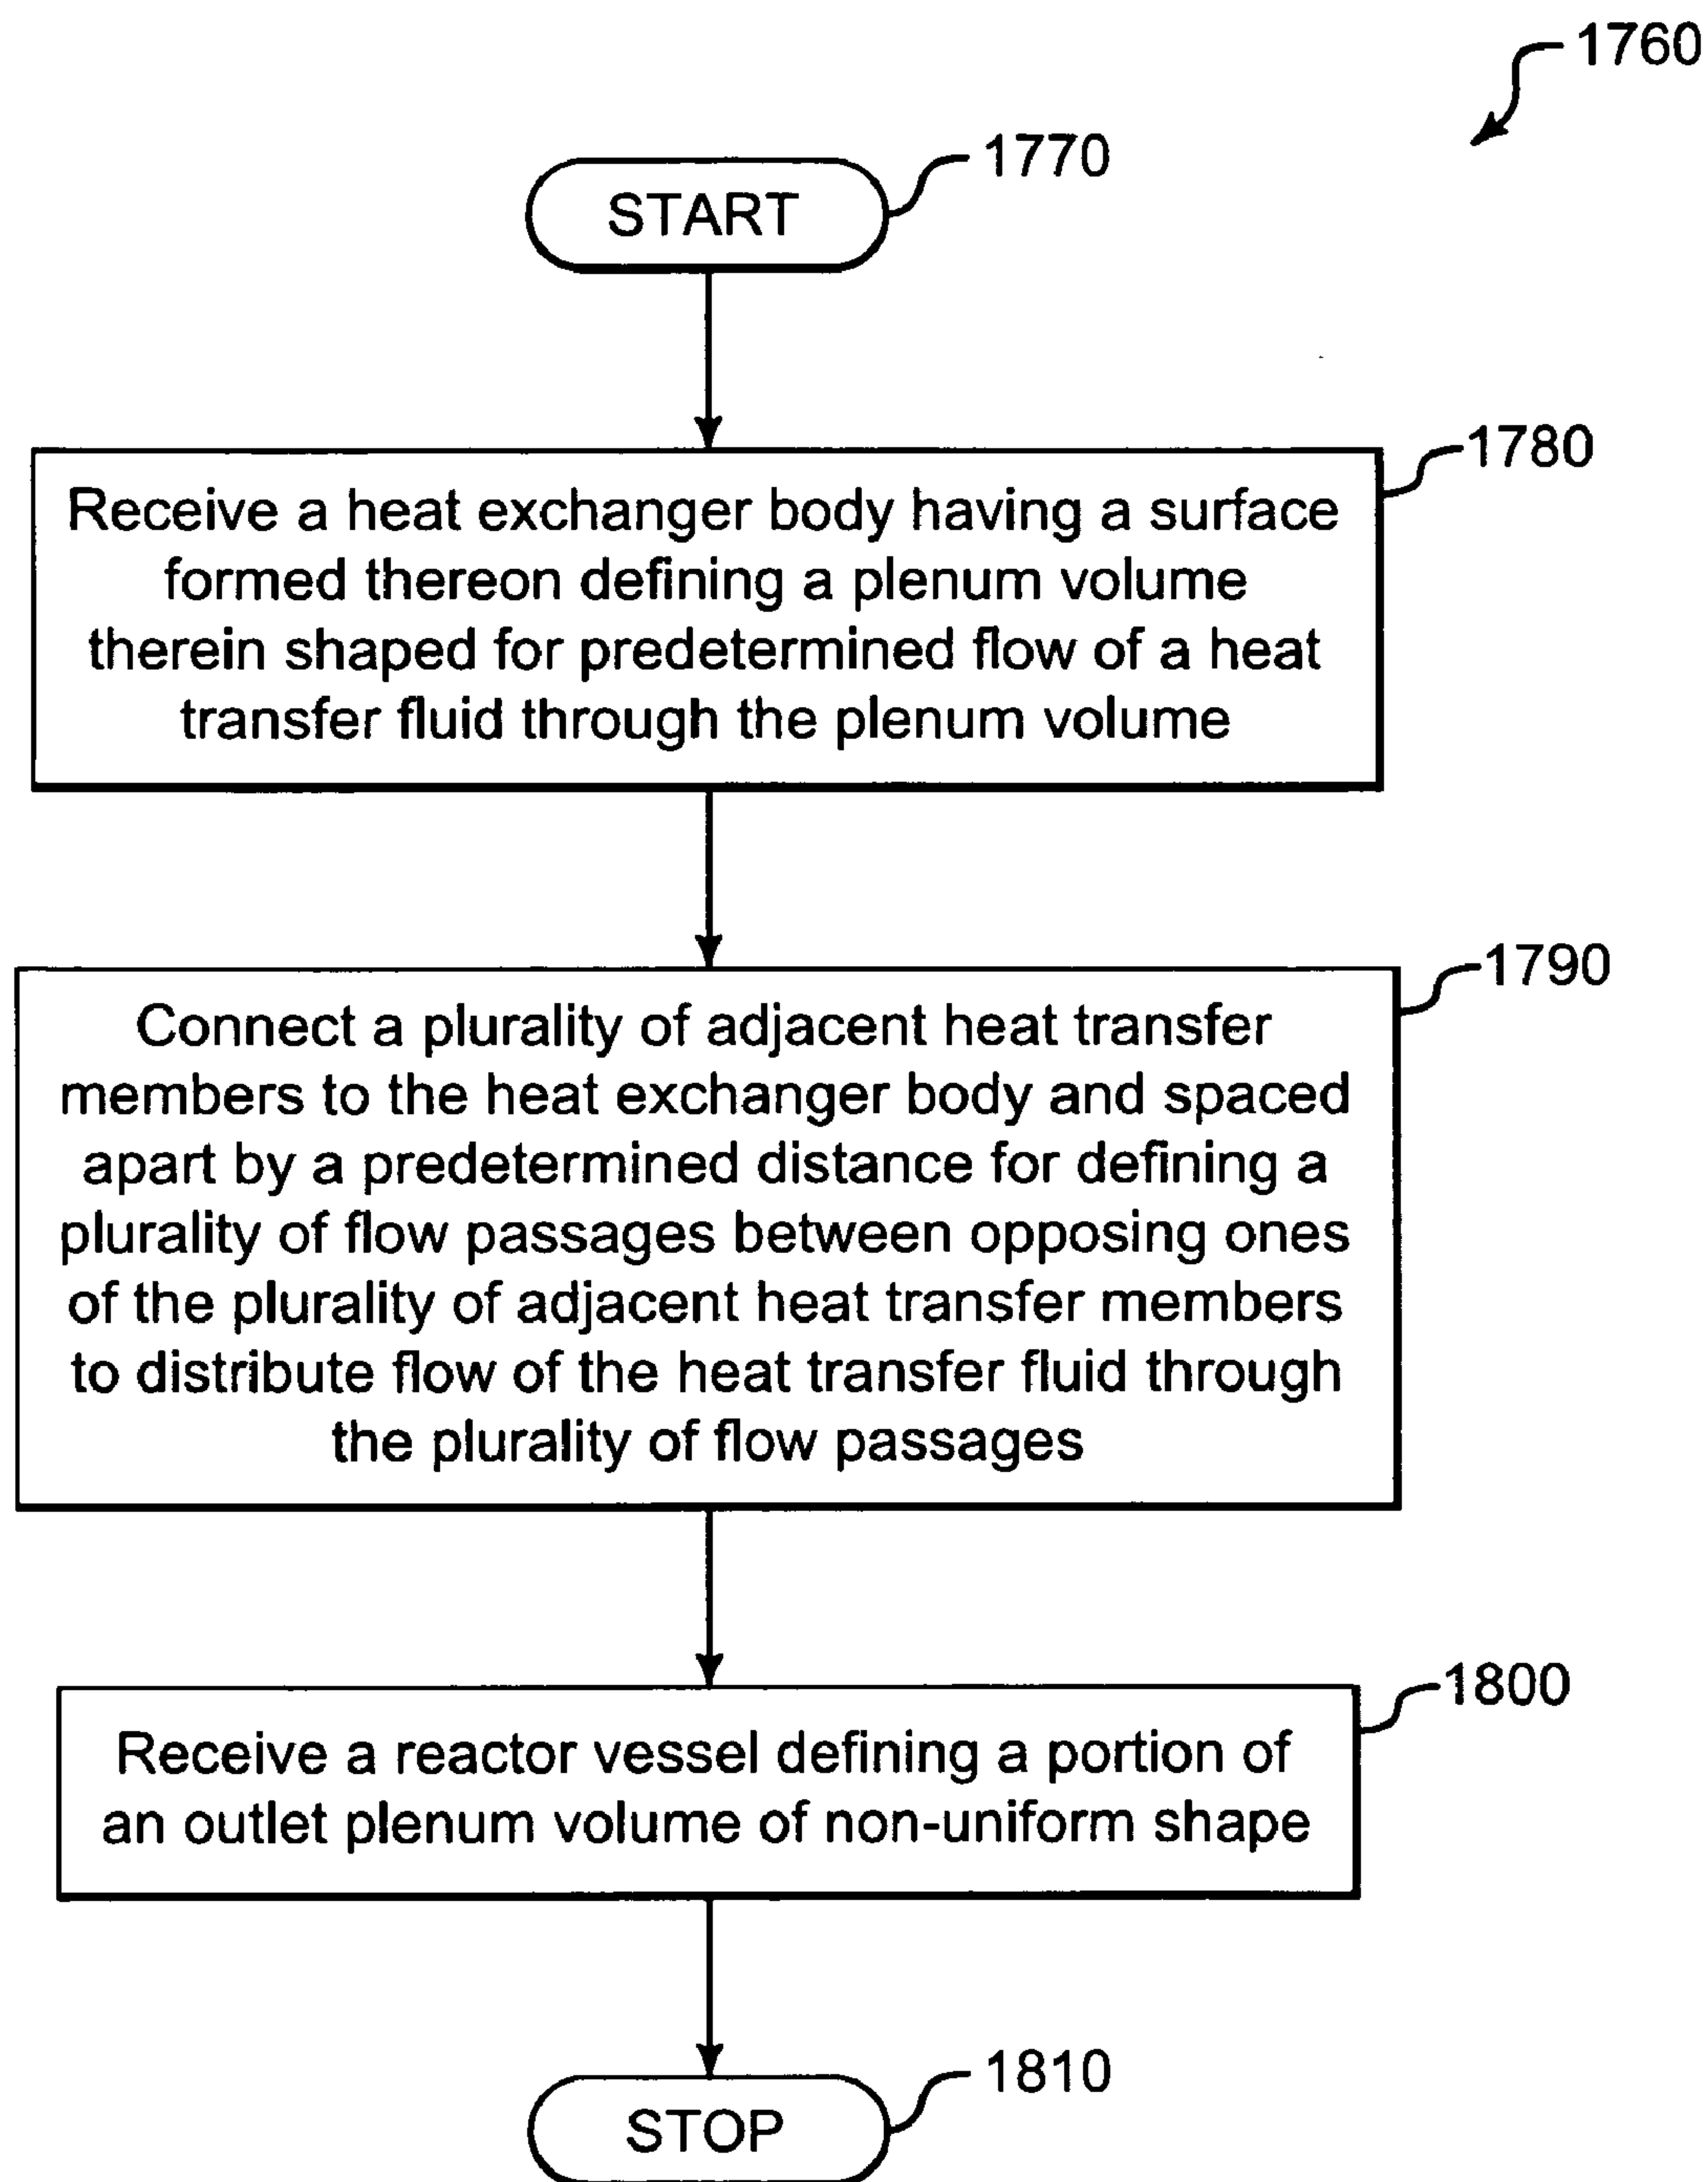 1760
1770
START
1780
Receive a heat exchanger body having a surface
formed thereon defining a plenum volume
therein shaped for predetermined flow of a heat
transfer fluid through the plenum volume
1790
Connect a plurality of adjacent heat transfer
members to the heat exchanger body and spaced
apart by a predetermined distance for defining a
plurality of flow passages between opposing ones
of the plurality of adjacent heat transfer members
to distribute flow of the heat transfer fluid through
the plurality of flow passages
1800
Receive a reactor vessel defining a portion of
an outlet plenum volume of non-uniform shape
1810
STOP